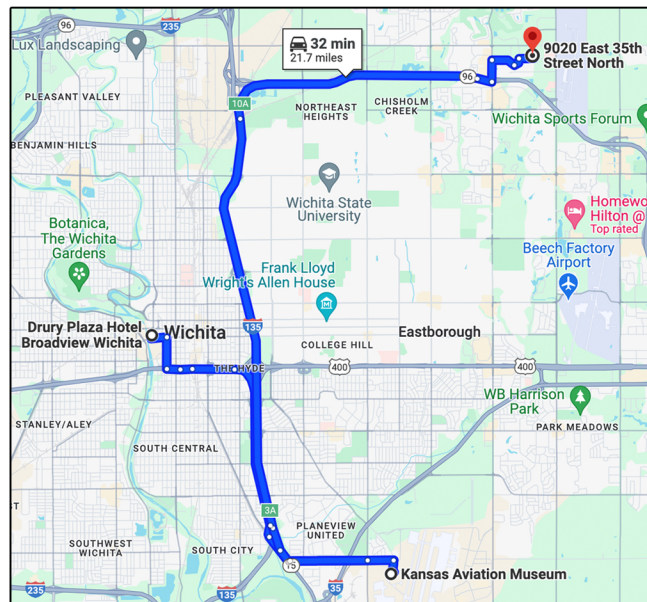 235
96
Lux Landscaping
32 min
21.7 miles
9020 East 35th
Street North
96
PLEASANT VALLEY
10A
NORTHEAST
HEIGHTS
CHISHOLM
CREEK
Wichita Sports Forum
BENJAMIN HILLS
Wichita State
University
Homewo
Hilton @
Top rated
Botanica,
The Wichita
Gardens
Beech Factory
Airport
Frank Lloyd
Wright's Allen House
Drury Plaza Hotel
Broadview Wichita
Wichita
135
Eastborough
COLLEGE HILL
THE HYDE
400
400
WB Harrison
Park
STANLEY/ALEY
PARK MEADOWS
SOUTH CENTRAL
3A
PLANEVIEW
UNITED
SOUTHWEST
WICHITA
SOUTH CITY
15
Kansas Aviation Museum
235
35